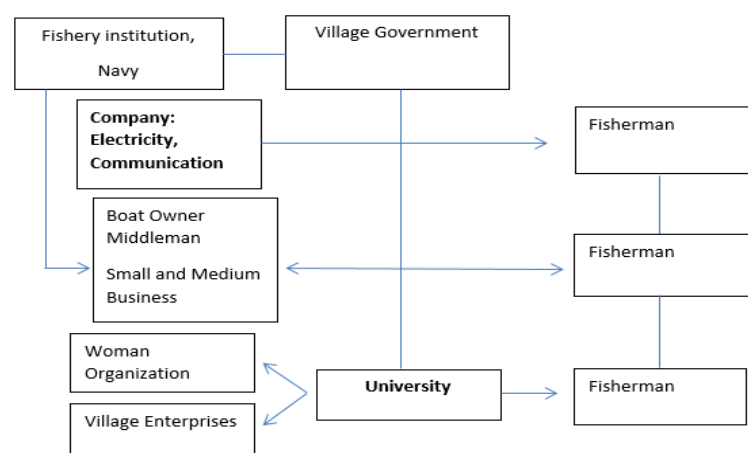 Fishery institution,
Navy
Village Government
Company:
Electricity,
Communication
Fisherman
Boat Owner
Middleman
Small and Medium
Business
Fisherman
Woman
Organization
University
Fisherman
Village Enterprises